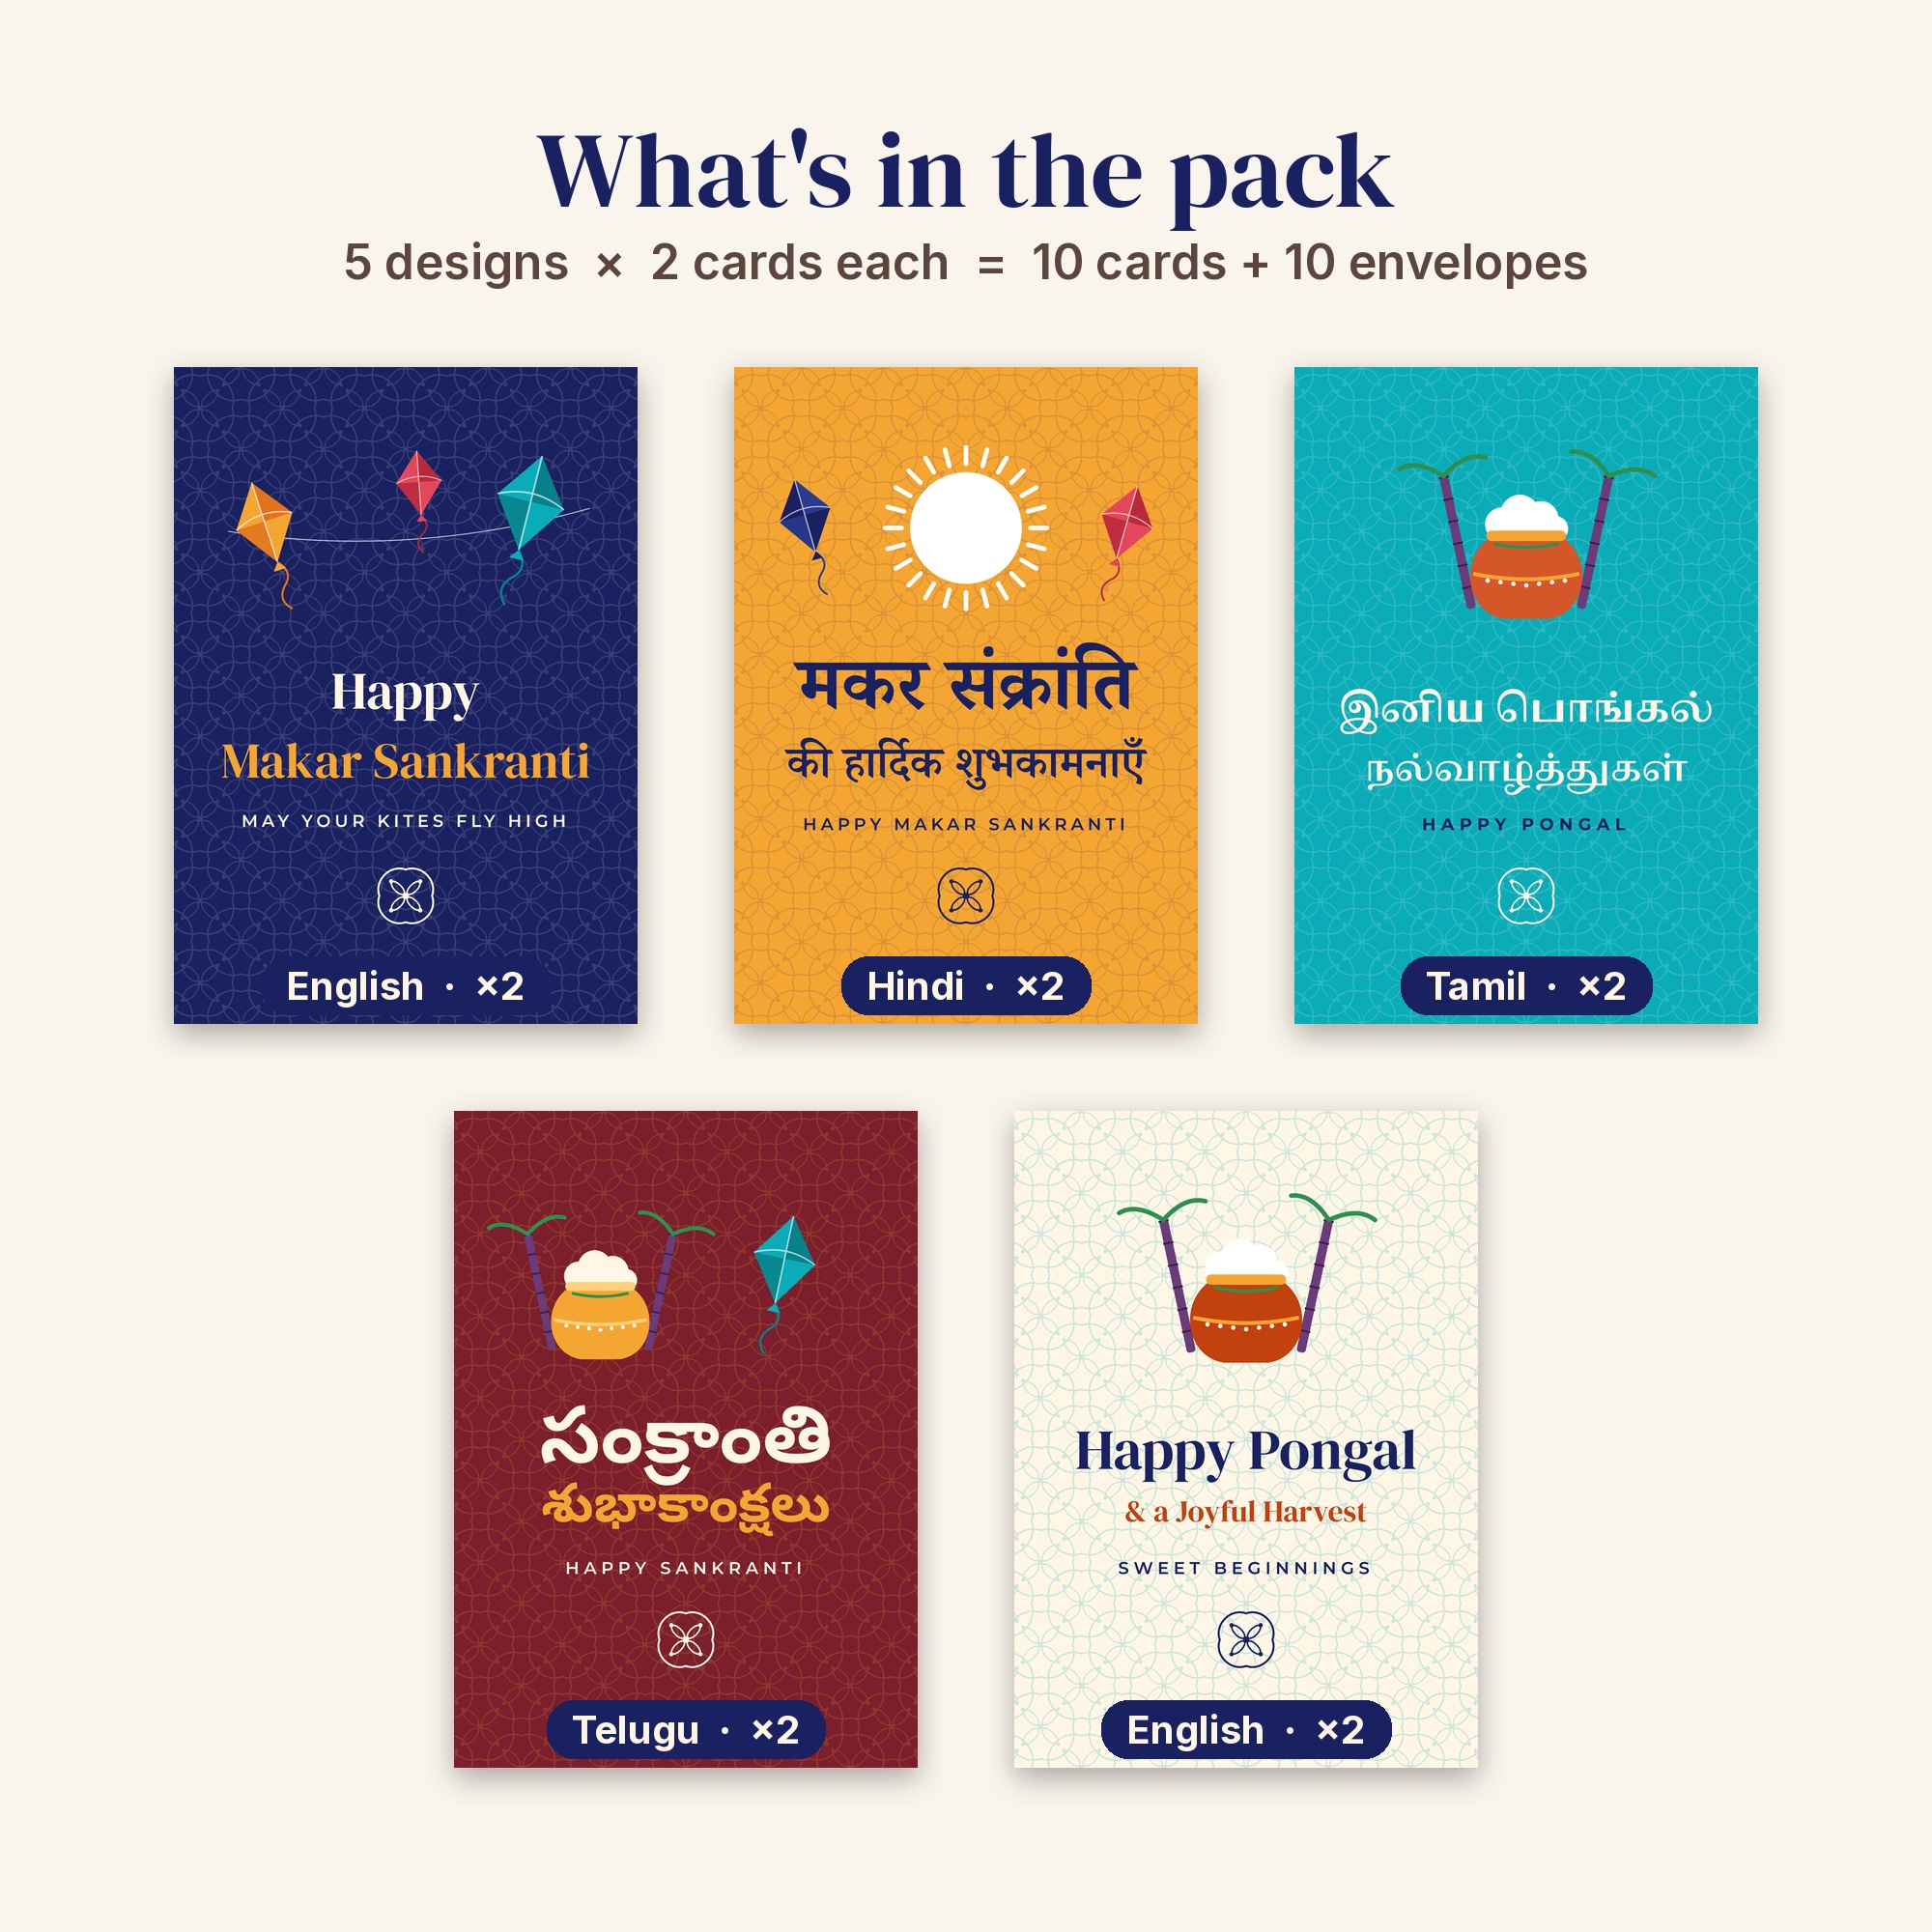 What's in the pack
5 designs × 2 cards each = 10 cards + 10 envelopes
Happy
Makar Sankranti
MAY YOUR KITES FLY HIGH
English · ×2
मकर संक्रांति
की हार्दिक शुभकामनाएँ
HAPPY MAKAR SANKRANTI
Hindi · ×2
இனிய பொங்கல்
நல்வாழ்த்துகள்
HAPPY PONGAL
Tamil · ×2
సంక్రాంతి
శుభాకాంక్షలు
HAPPY SANKRANTI
Telugu · ×2
Happy Pongal
& a Joyful Harvest
SWEET BEGINNINGS
English · ×2